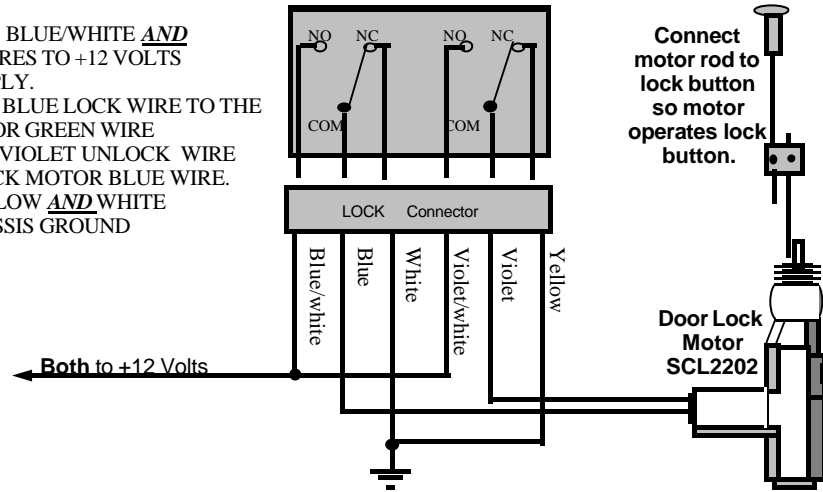 BLUE/WHITE AND
RES TO +12 VOLTS
PLY.
BLUE LOCK WIRE TO THE
OR GREEN WIRE
VIOLET UNLOCK WIRE
CK MOTOR BLUE WIRE.
LOW AND WHITE
SSIS GROUND
NO NC NO NC
COM COM
LOCK Connector
Blue/white
Blue
White
Violet/white
Violet
Yellow
Both to +12 Volts
Connect
motor rod to
lock button
so motor
operates lock
button.
Door Lock
Motor
SCL2202